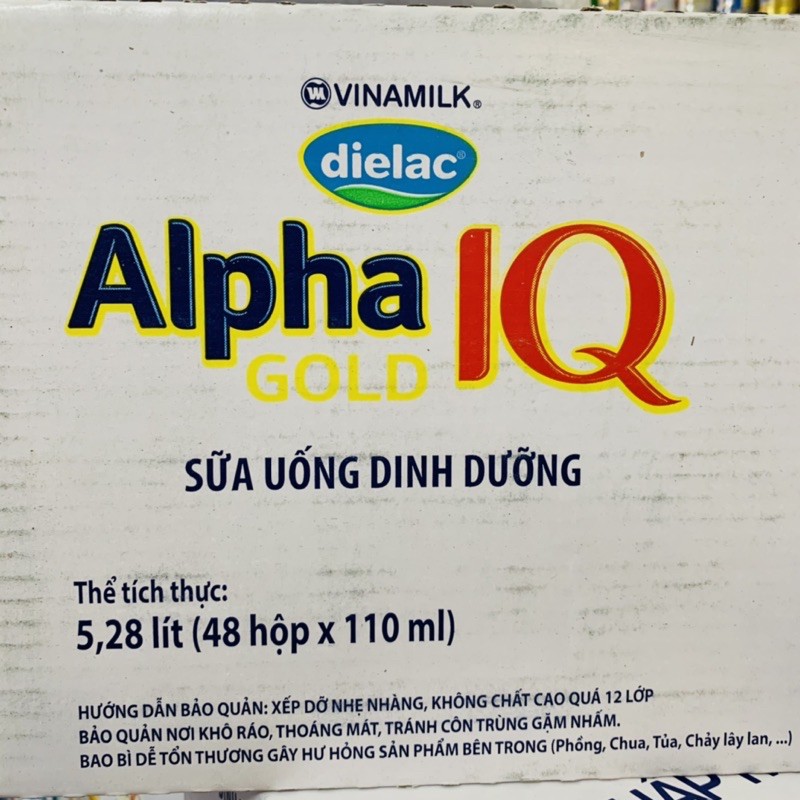 VINAMILK®
dielac®
Alpha IQ
GOLD
SỮA UỐNG DINH DƯỠNG
Thể tích thực:
5,28 lít (48 hộp x 110 ml)
HƯỚNG DẪN BẢO QUẢN: XẾP DỠ NHẸ NHÀNG, KHÔNG CHẤT CAO QUÁ 12 LỚP
BẢO QUẢN NƠI KHÔ RÁO, THOÁNG MÁT, TRÁNH CÔN TRÙNG GẶM NHẤM.
BAO BÌ DỄ TỔN THƯƠNG GÂY HƯ HỎNG SẢN PHẨM BÊN TRONG (Phồng, Chua, Tủa, Chảy lây lan, ...)